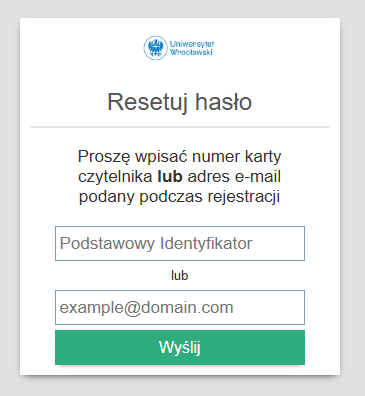 Uniwersytet
Wrocławski
Resetuj hasło
Proszę wpisać numer karty
czytelnika lub adres e-mail
podany podczas rejestracji
Podstawowy Identyfikator
lub
example@domain.com
Wyślij